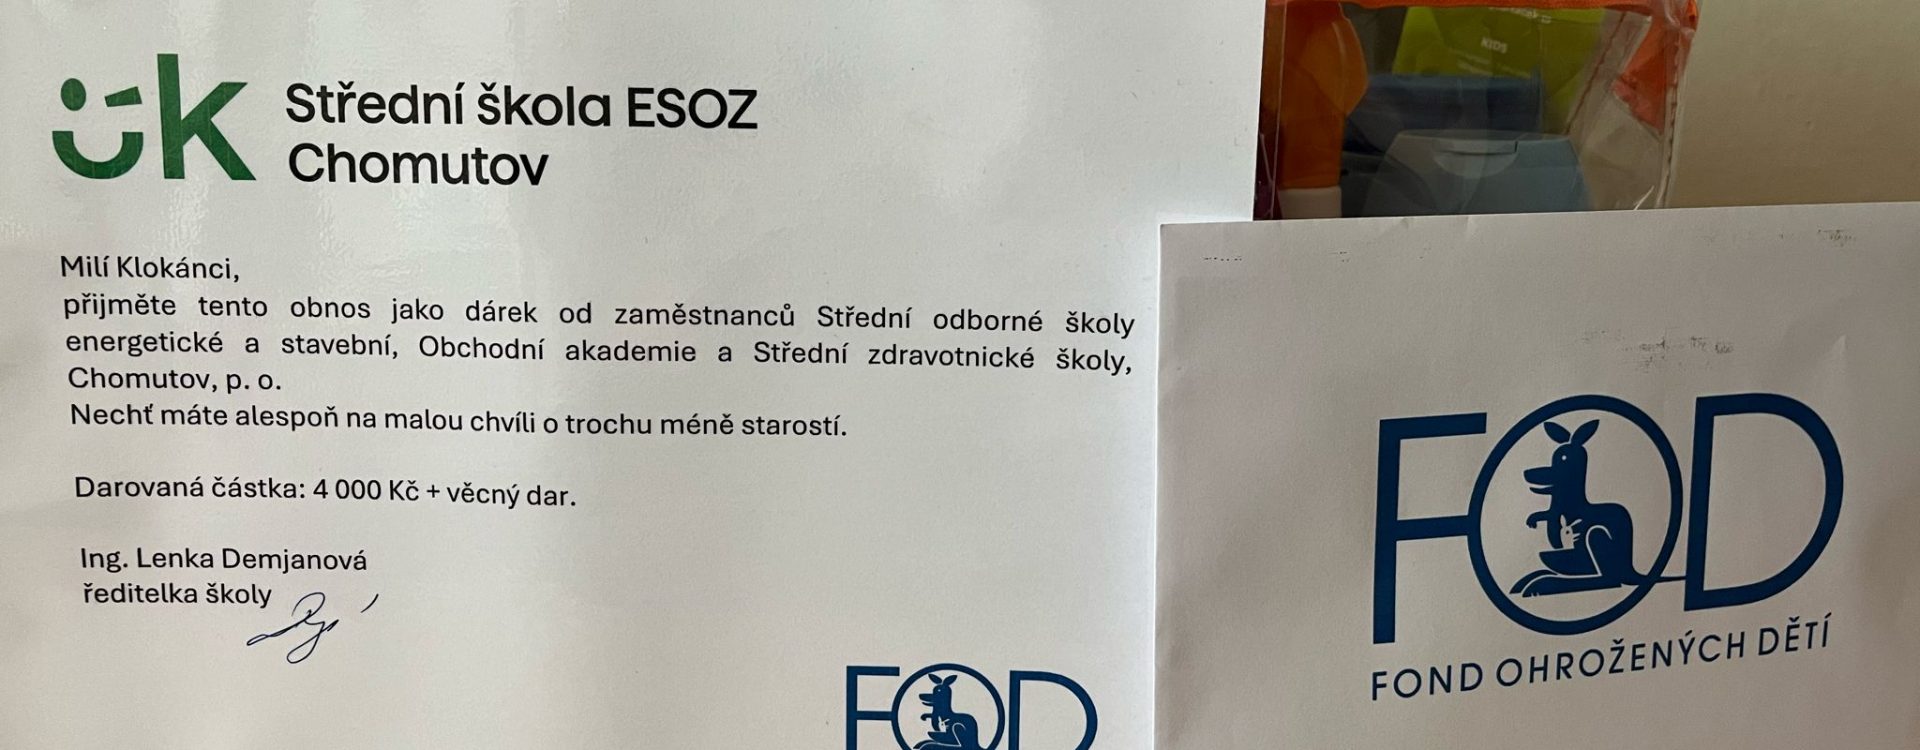 úk Střední škola ESOZ
Chomutov
Milí Klokánci,
přijměte tento obnos jako dárek od zaměstnanců Střední odborné školy
energetické a stavební, Obchodní akademie a Střední zdravotnické školy,
Chomutov, p. o.
Nechť máte alespoň na malou chvíli o trochu méně starostí.
Darovaná částka: 4 000 Kč + věcný dar.
Ing. Lenka Demjanová
ředitelka školy
FOD
KIDS
FOD
FOND OHROŽENÝCH DĚTÍ